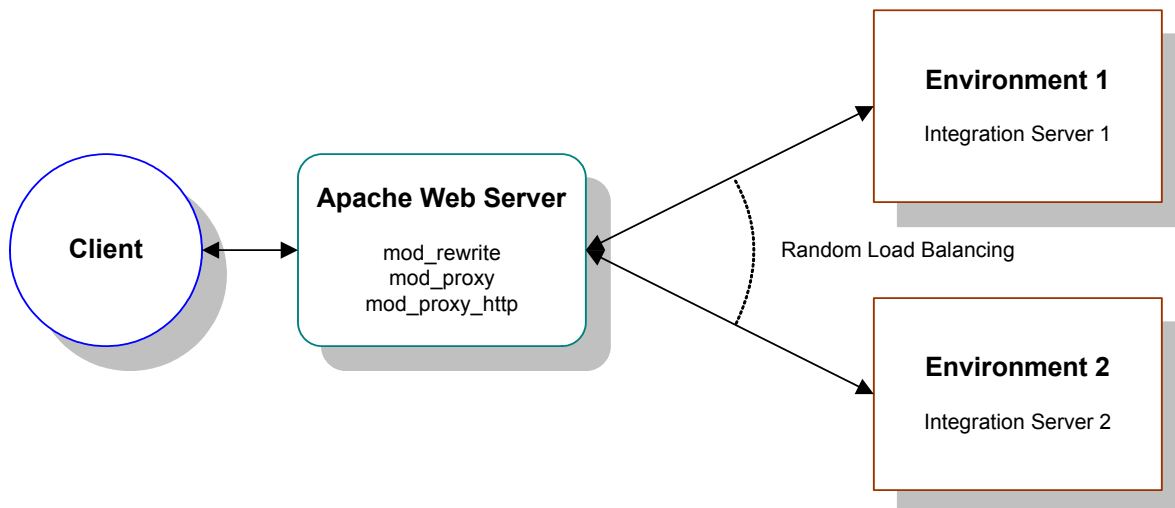 Client
Apache Web Server
mod_rewrite
mod_proxy
mod_proxy_http
Random Load Balancing
Environment 1
Integration Server 1
Environment 2
Integration Server 2